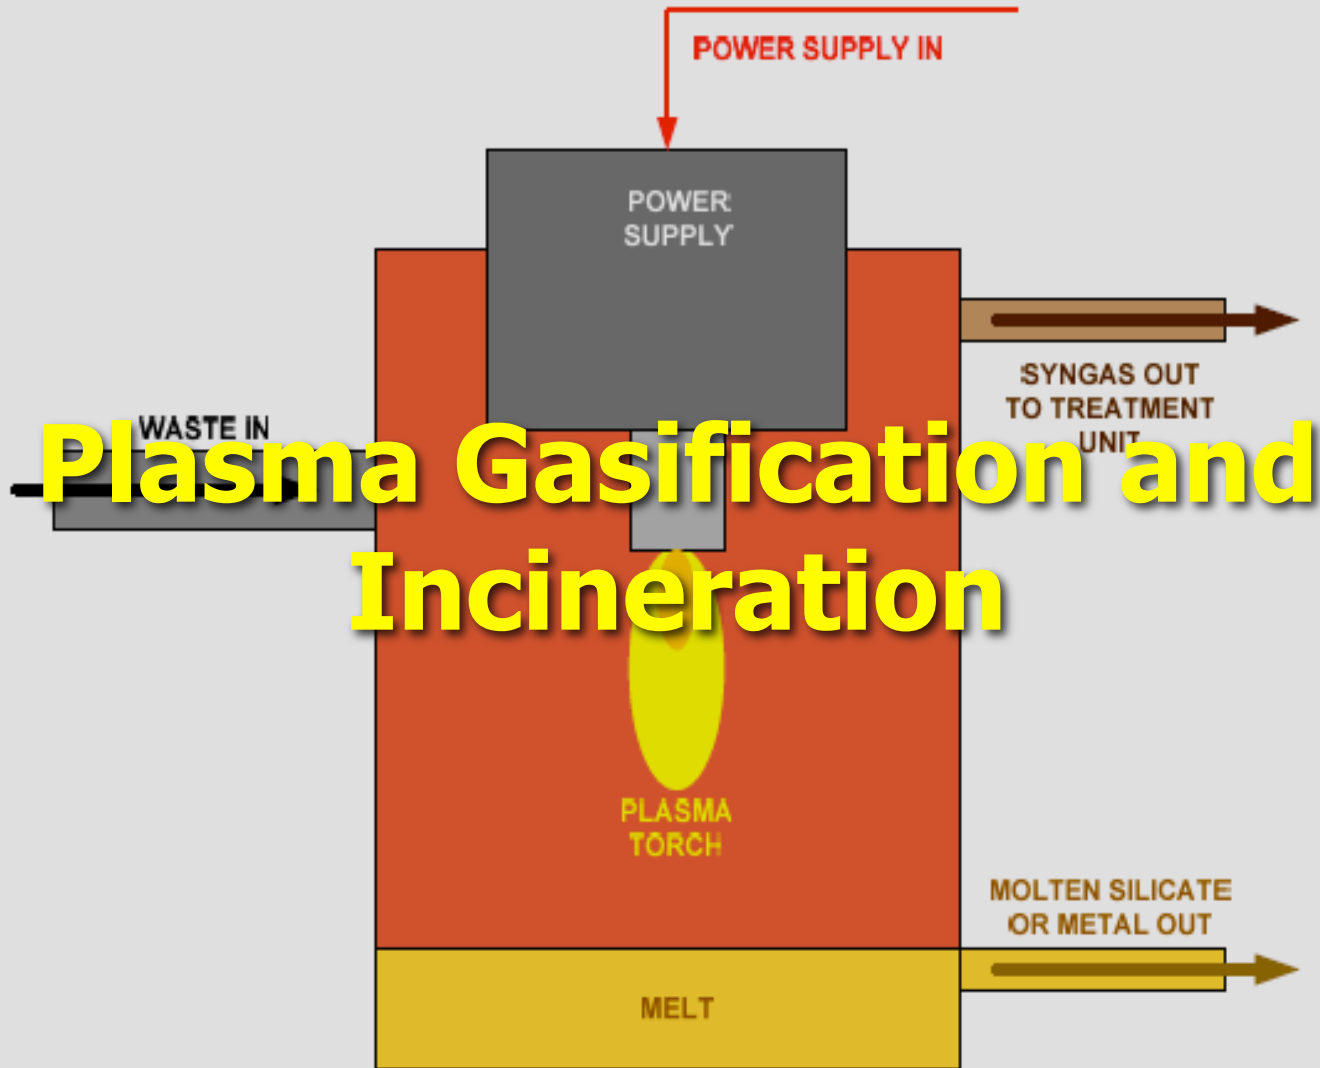 POWER SUPPLY IN
POWER
SUPPLY
SYNGAS OUT
TO TREATMENT
UNIT
WASTE IN
Plasma Gasification and
Incineration
PLASMA
TORCH
MOLTEN SILICATE
OR METAL OUT
MELT